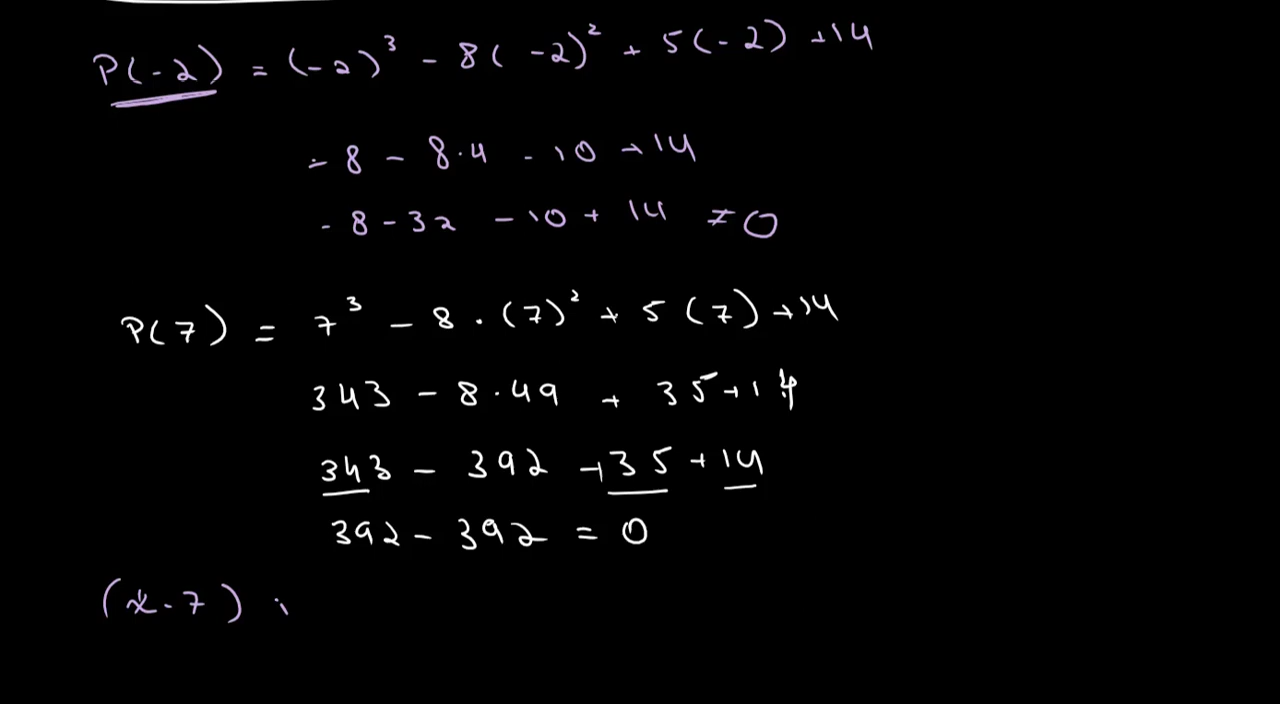 P(-2) = (-2)³ - 8(-2)² + 5(-2) + 14
= 8 - 8·4 - 10 + 14
- 8 - 32 - 10 + 14 ≠ 0
P(7) = 7³ - 8·(7)² + 5(7) + 14
343 - 8·49 + 35 + 14
343 - 392 + 35 + 14
392 - 392 = 0
(x-7) i